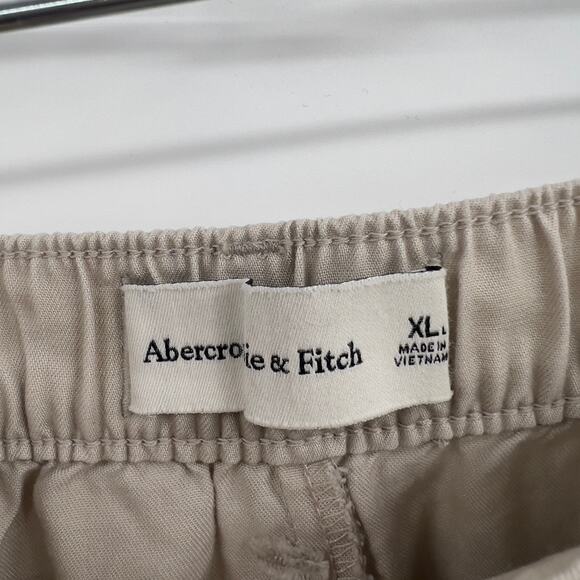 Abercro ie & Fitch
XL L
MADE IN
VIETNAM